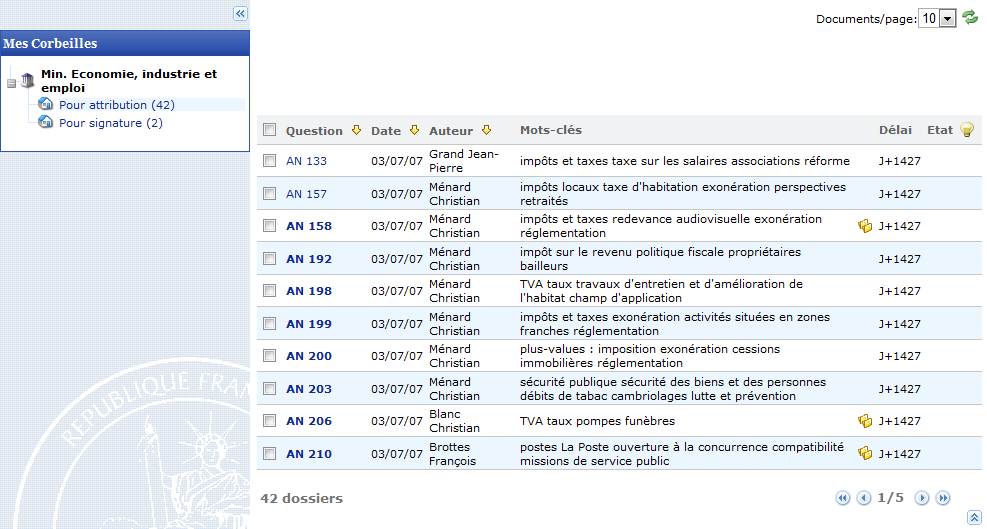 Documents/page: 10
Mes Corbeilles
Min. Economie, industrie et
emploi
Pour attribution (42)
Pour signature (2)
Question Date Auteur Mots-clés Délai Etat
AN 133 03/07/07 Grand Jean-
Pierre impôts et taxes taxe sur les salaires associations réforme J+1427
AN 157 03/07/07 Ménard
Christian impôts locaux taxe d'habitation exonération perspectives
retraités J+1427
AN 158 03/07/07 Ménard
Christian impôts et taxes redevance audiovisuelle exonération
réglementation J+1427
AN 192 03/07/07 Ménard
Christian impôt sur le revenu politique fiscale propriétaires
bailleurs J+1427
AN 198 03/07/07 Ménard
Christian TVA taux travaux d'entretien et d'amélioration de
l'habitat champ d'application J+1427
AN 199 03/07/07 Ménard
Christian impôts et taxes exonération activités situées en zones
franches réglementation J+1427
AN 200 03/07/07 Ménard
Christian plus-values : imposition exonération cessions
immobilières réglementation J+1427
AN 203 03/07/07 Ménard
Christian sécurité publique sécurité des biens et des personnes
débits de tabac cambriolages lutte et prévention J+1427
AN 206 03/07/07 Blanc
Christian TVA taux pompes funèbres J+1427
AN 210 03/07/07 Brottes
François postes La Poste ouverture à la concurrence compatibilité
missions de service public J+1427
REPUBLIQUE FRAN
42 dossiers 1/5